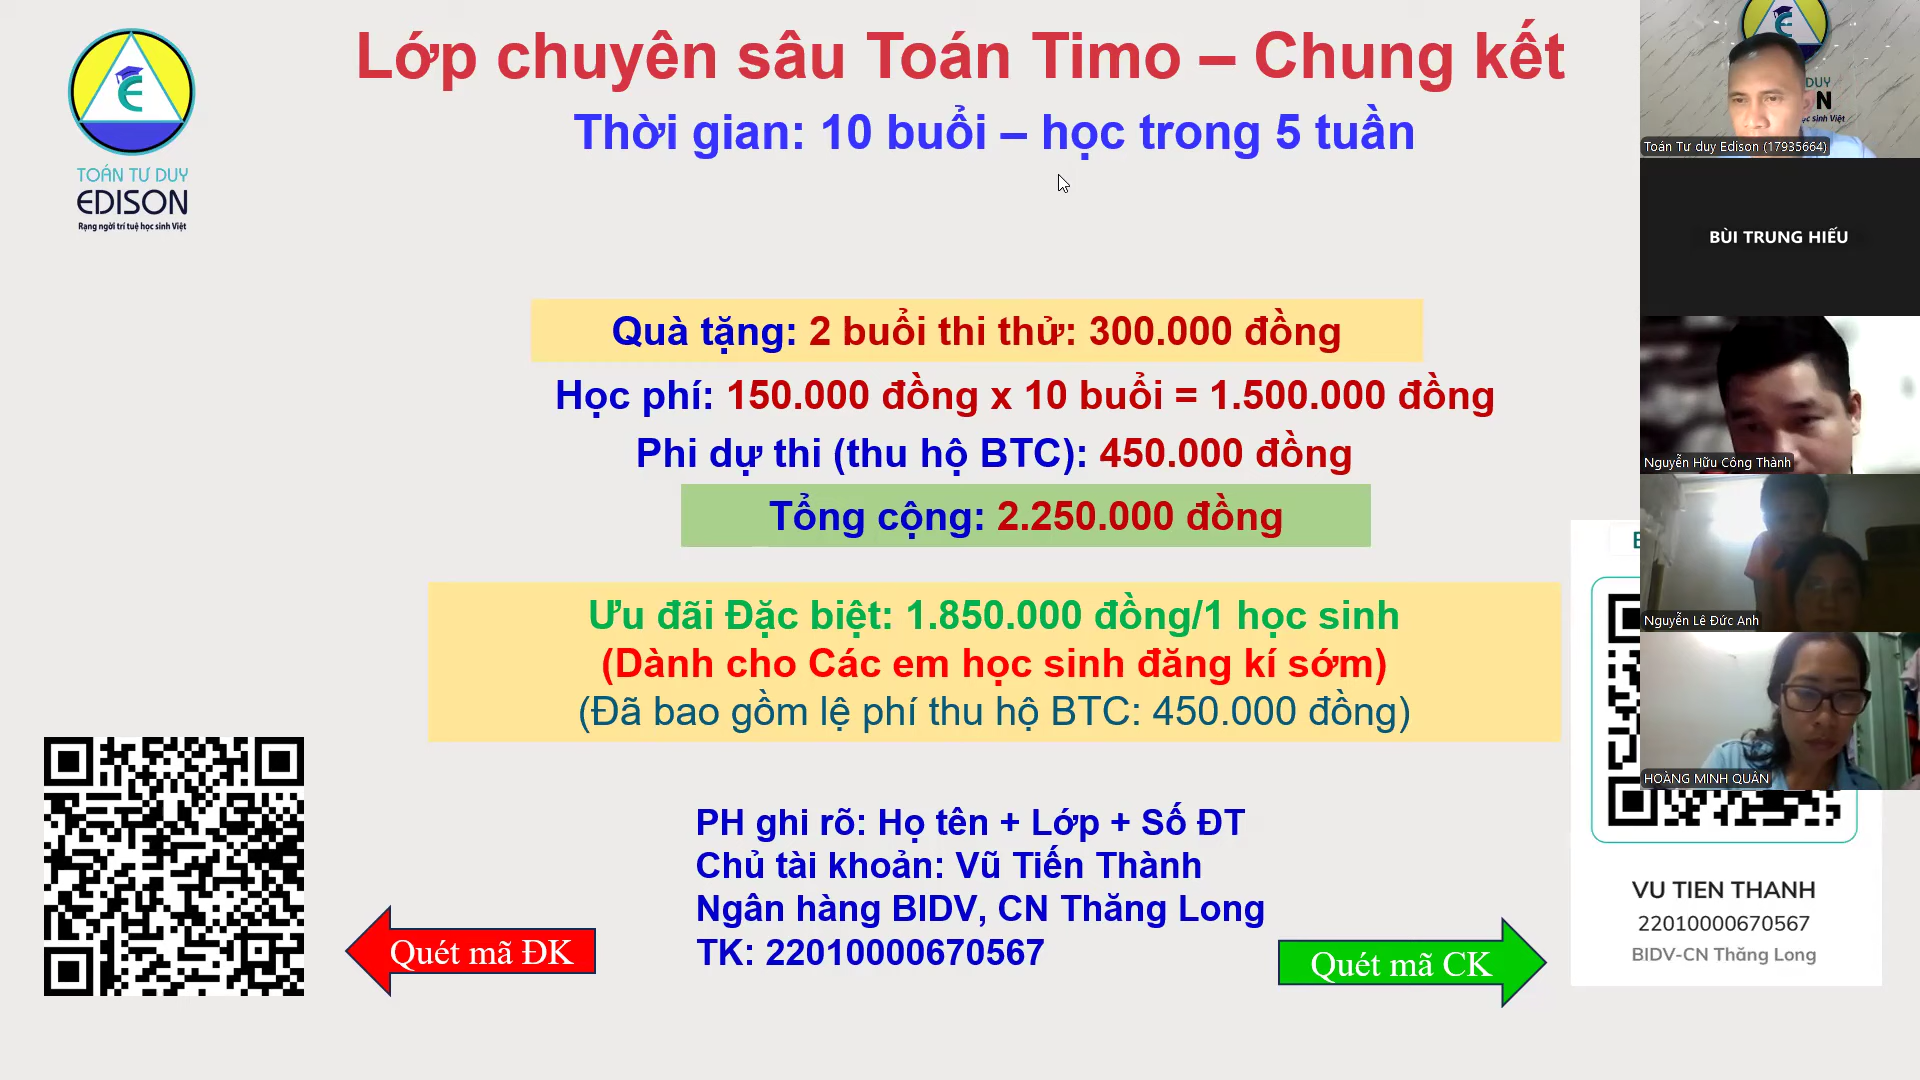 Lớp chuyên sâu Toán Timo – Chung kết
Thời gian: 10 buổi – học trong 5 tuần
TOÁN TƯ DUY
EDISON
Rạng ngời trí tuệ học sinh Việt
Quà tặng: 2 buổi thi thử: 300.000 đồng
Học phí: 150.000 đồng x 10 buổi = 1.500.000 đồng
Phi dự thi (thu hộ BTC): 450.000 đồng
Tổng cộng: 2.250.000 đồng
Ưu đãi Đặc biệt: 1.850.000 đồng/1 học sinh
(Dành cho Các em học sinh đăng kí sớm)
(Đã bao gồm lệ phí thu hộ BTC: 450.000 đồng)
PH ghi rõ: Họ tên + Lớp + Số ĐT
Chủ tài khoản: Vũ Tiến Thành
Ngân hàng BIDV, CN Thăng Long
TK: 22010000670567
Quét mã ĐK
Quét mã CK
VU TIEN THANH
22010000670567
BIDV-CN Thăng Long
DUY
N
học sinh Việt
Toán Tư duy Edison (17935664)
BÙI TRUNG HIẾU
Nguyễn Hữu Công Thành
Nguyễn Lê Đức Anh
HOÀNG MINH QUÂN